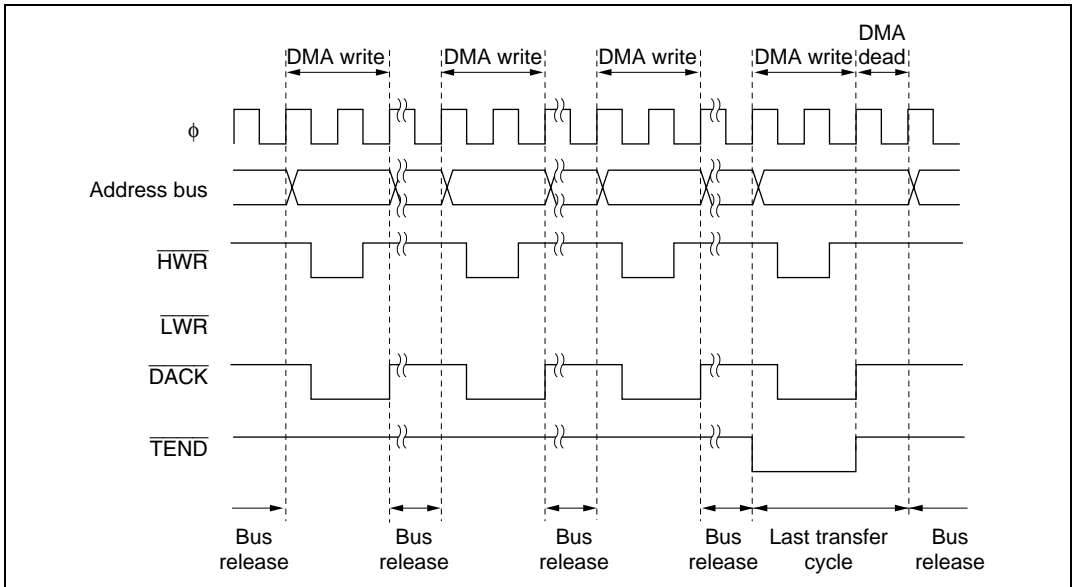 DMA
DMA write DMA write DMA write DMA write dead
φ
Address bus
HWR
LWR
DACK
TEND
Bus release Bus release Bus release Bus release Last transfer cycle Bus release